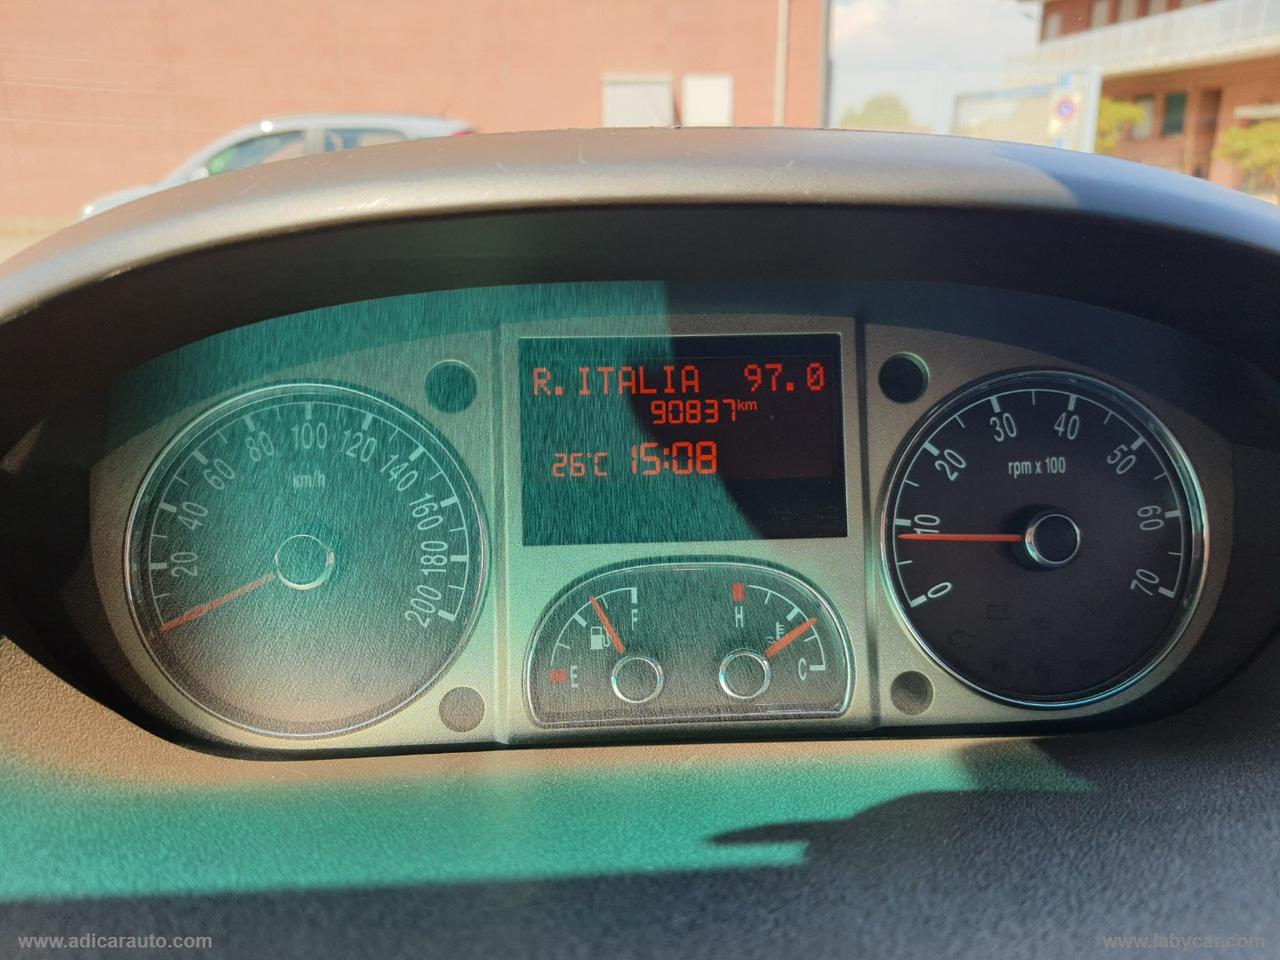 R.ITALIA 97.0
90837km
26°C 15:08
20 40 60 80 100 120 140 160 180 200
km/h
0 10 20 30 40 50 60 70
rpm x 100
E F
H C
www.adicarauto.com
www.labycar.com